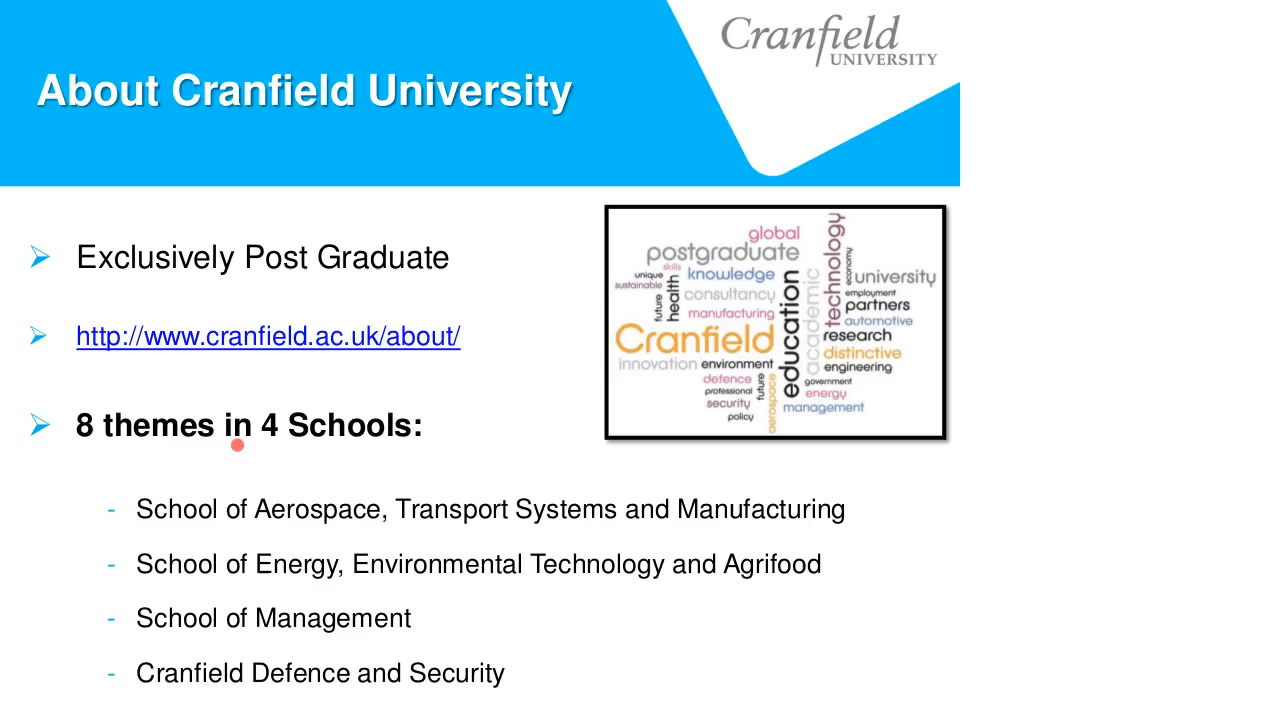 Cranfield
UNIVERSITY
About Cranfield University
Exclusively Post Graduate
http://www.cranfield.ac.uk/about/
8 themes in 4 Schools:
- School of Aerospace, Transport Systems and Manufacturing
- School of Energy, Environmental Technology and Agrifood
- School of Management
- Cranfield Defence and Security
global
postgraduate
skills
unique
knowledge
sustainable
future
health
consultancy
manufacturing
Cranfield
innovation
environment
defence
professional
future
security
policy
aerospace
education
academic
technology
economy
university
employment
partners
automotive
research
distinctive
engineering
government
energy
management